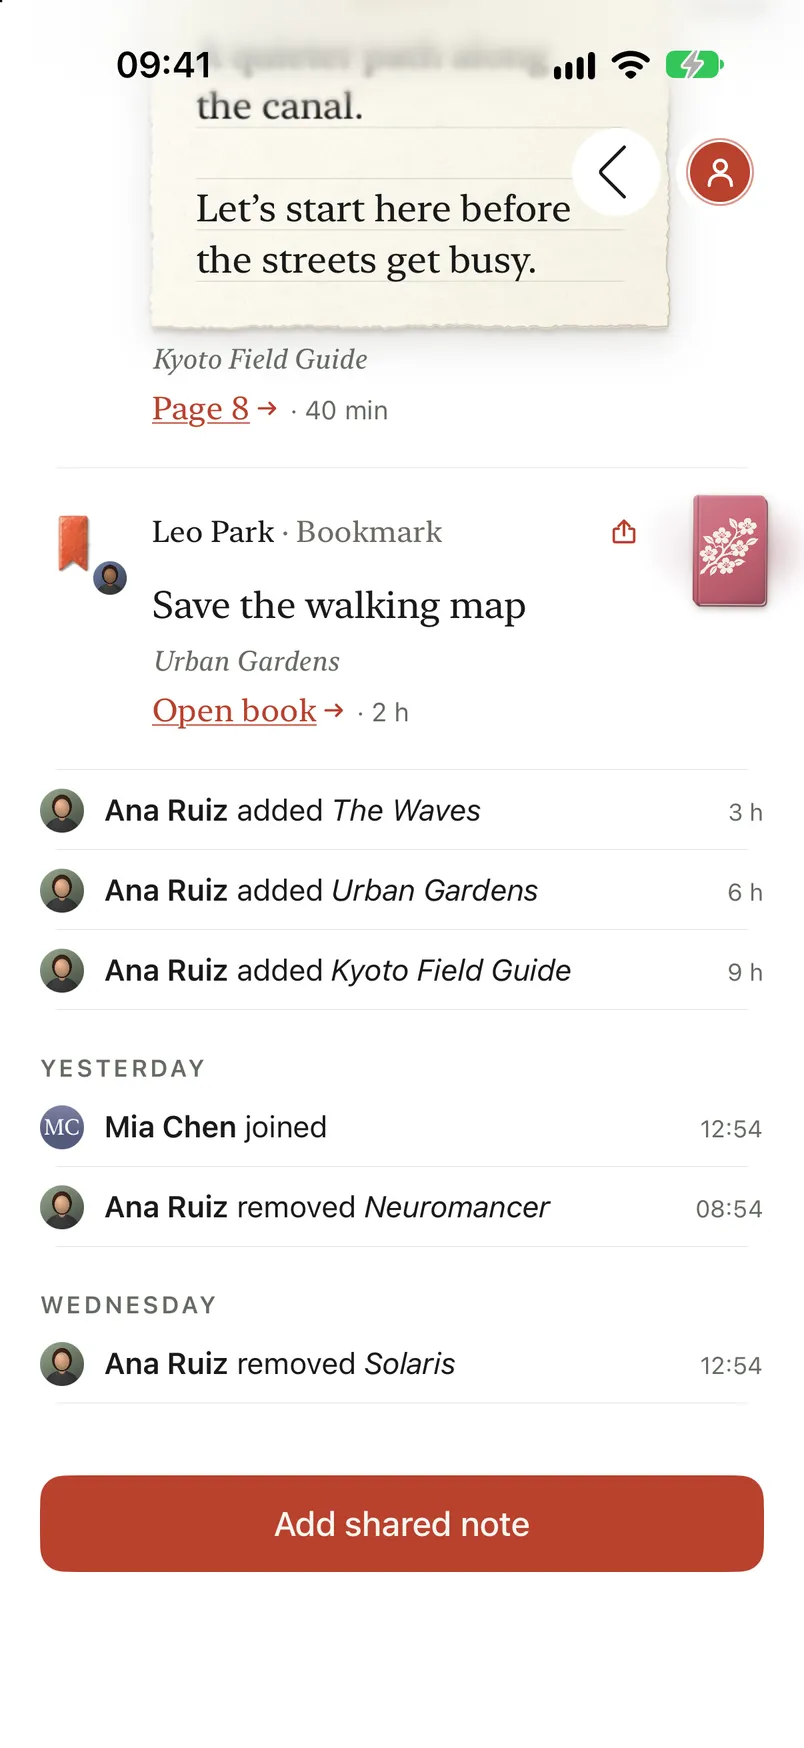 09:41
A quieter path along
the canal.
Let’s start here before
the streets get busy.
Kyoto Field Guide
Page 8 → · 40 min
Leo Park · Bookmark
Save the walking map
Urban Gardens
Open book → · 2 h
Ana Ruiz added The Waves 3 h
Ana Ruiz added Urban Gardens 6 h
Ana Ruiz added Kyoto Field Guide 9 h
YESTERDAY
MC Mia Chen joined 12:54
Ana Ruiz removed Neuromancer 08:54
WEDNESDAY
Ana Ruiz removed Solaris 12:54
Add shared note